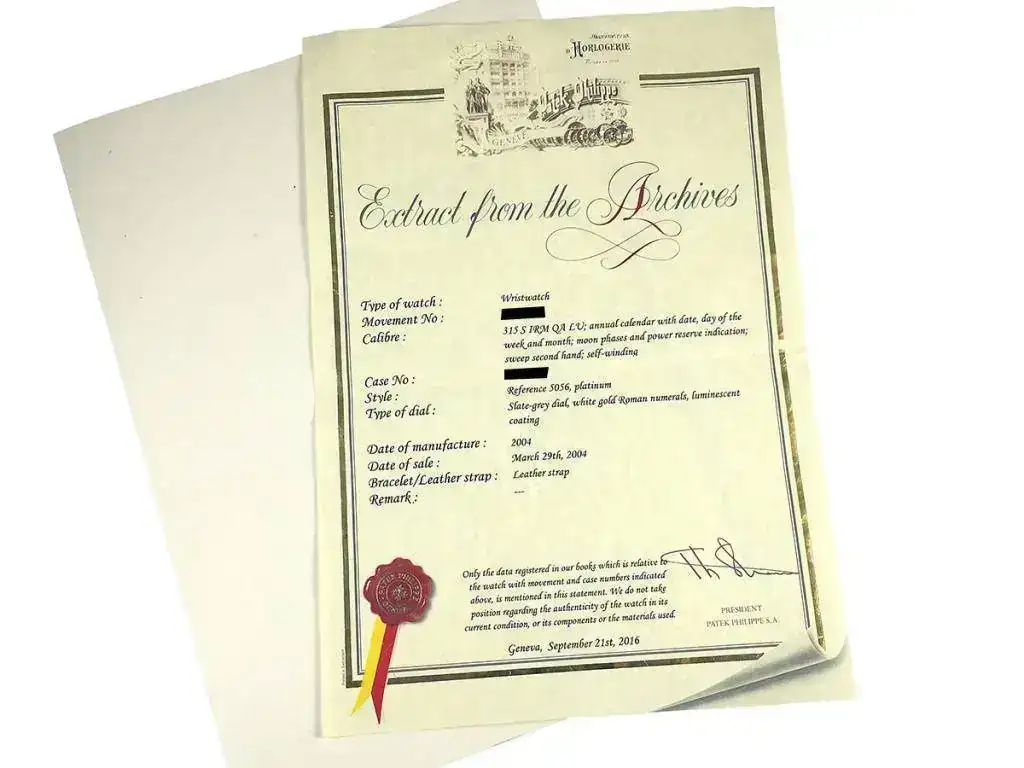 D'HORLOGERIE
Patek Philippe
GENÈVE
Extract from the Archives
Type of watch : Wristwatch
Movement No :
Calibre : 315 S IRM QA LU; annual calendar with date, day of the
week and month; moon phases and power reserve indication;
sweep second hand; self-winding
Case No :
Style : Reference 5056, platinum
Type of dial : Slate-grey dial, white gold Roman numerals, luminescent
coating
Date of manufacture : 2004
Date of sale : March 29th, 2004
Bracelet/Leather strap : Leather strap
Remark : ---
Only the data registered in our books which is relative to
the watch with movement and case numbers indicated
above, is mentioned in this statement. We do not take
position regarding the authenticity of the watch in its
current condition, or its components or the materials used.
PRESIDENT
PATEK PHILIPPE S.A.
Geneva, September 21st, 2016
PATEK PHILIPPE